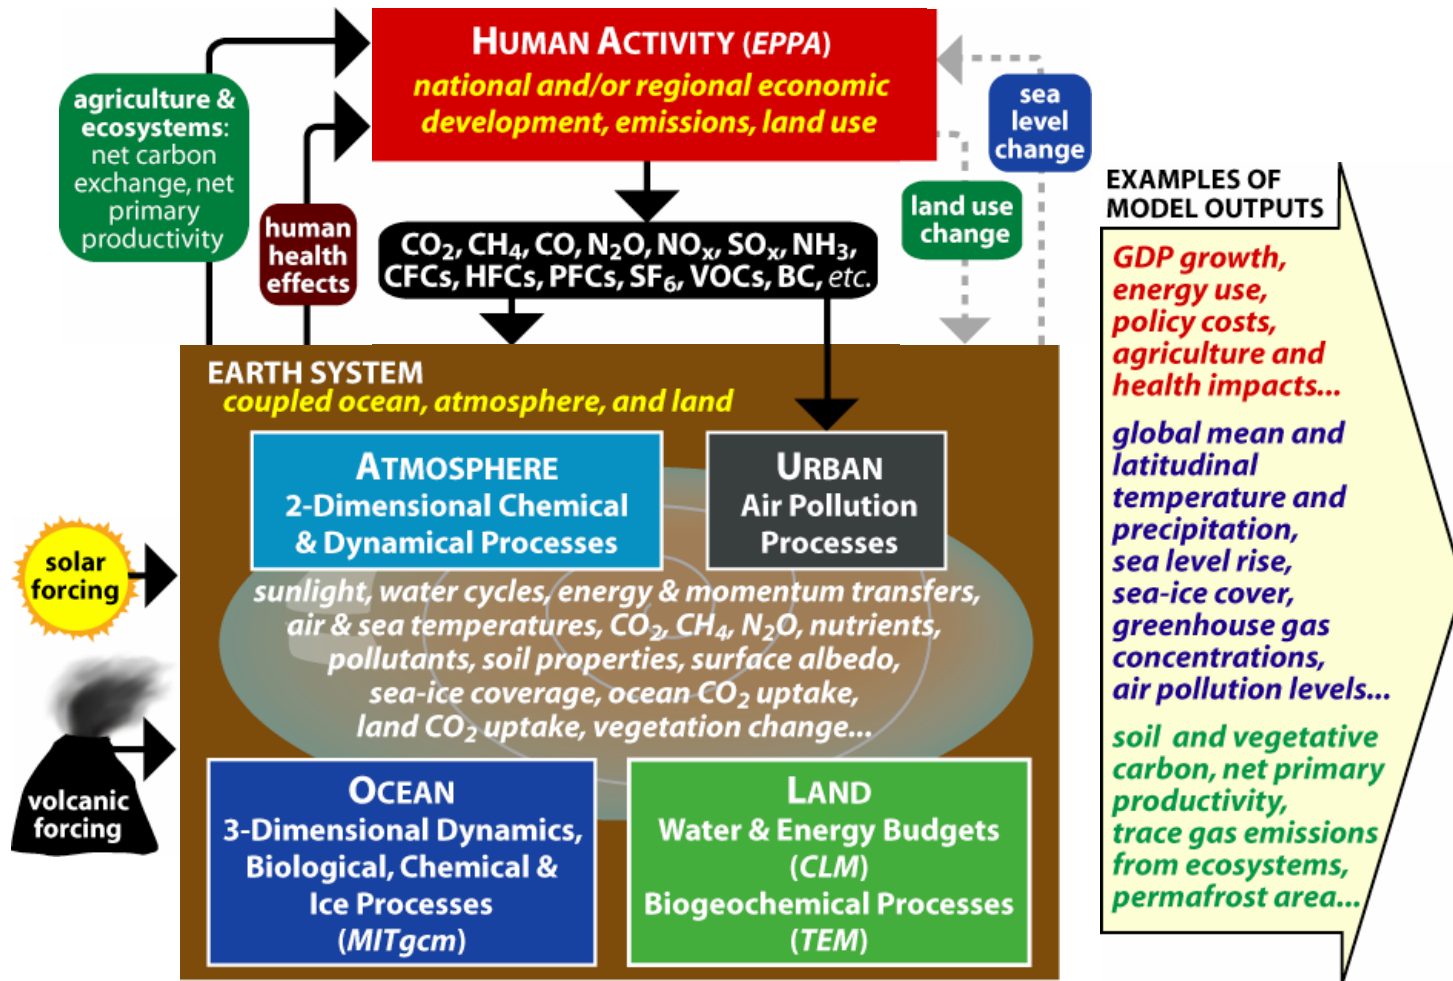 HUMAN ACTIVITY (EPPA)
national and/or regional economic
development, emissions, land use
agriculture &
ecosystems:
net carbon
exchange, net
primary
productivity
human
health
effects
sea
level
change
land use
change
CO₂, CH₄, CO, N₂O, NOₓ, SOₓ, NH₃,
CFCs, HFCs, PFCs, SF₆, VOCs, BC, etc.
EARTH SYSTEM
coupled ocean, atmosphere, and land
ATMOSPHERE
2-Dimensional Chemical
& Dynamical Processes
URBAN
Air Pollution
Processes
solar
forcing
sunlight, water cycles, energy & momentum transfers,
air & sea temperatures, CO₂, CH₄, N₂O, nutrients,
pollutants, soil properties, surface albedo,
sea-ice coverage, ocean CO₂ uptake,
land CO₂ uptake, vegetation change...
volcanic
forcing
OCEAN
3-Dimensional Dynamics,
Biological, Chemical &
Ice Processes
(MITgcm)
LAND
Water & Energy Budgets
(CLM)
Biogeochemical Processes
(TEM)
EXAMPLES OF
MODEL OUTPUTS
GDP growth,
energy use,
policy costs,
agriculture and
health impacts...
global mean and
latitudinal
temperature and
precipitation,
sea level rise,
sea-ice cover,
greenhouse gas
concentrations,
air pollution levels...
soil and vegetative
carbon, net primary
productivity,
trace gas emissions
from ecosystems,
permafrost area...